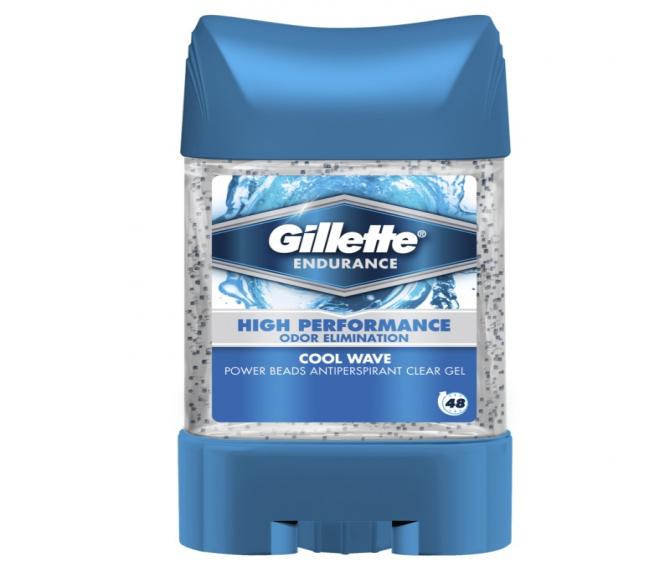 Gillette®
ENDURANCE
HIGH PERFORMANCE
ODOR ELIMINATION
COOL WAVE
POWER BEADS ANTIPERSPIRANT CLEAR GEL
48